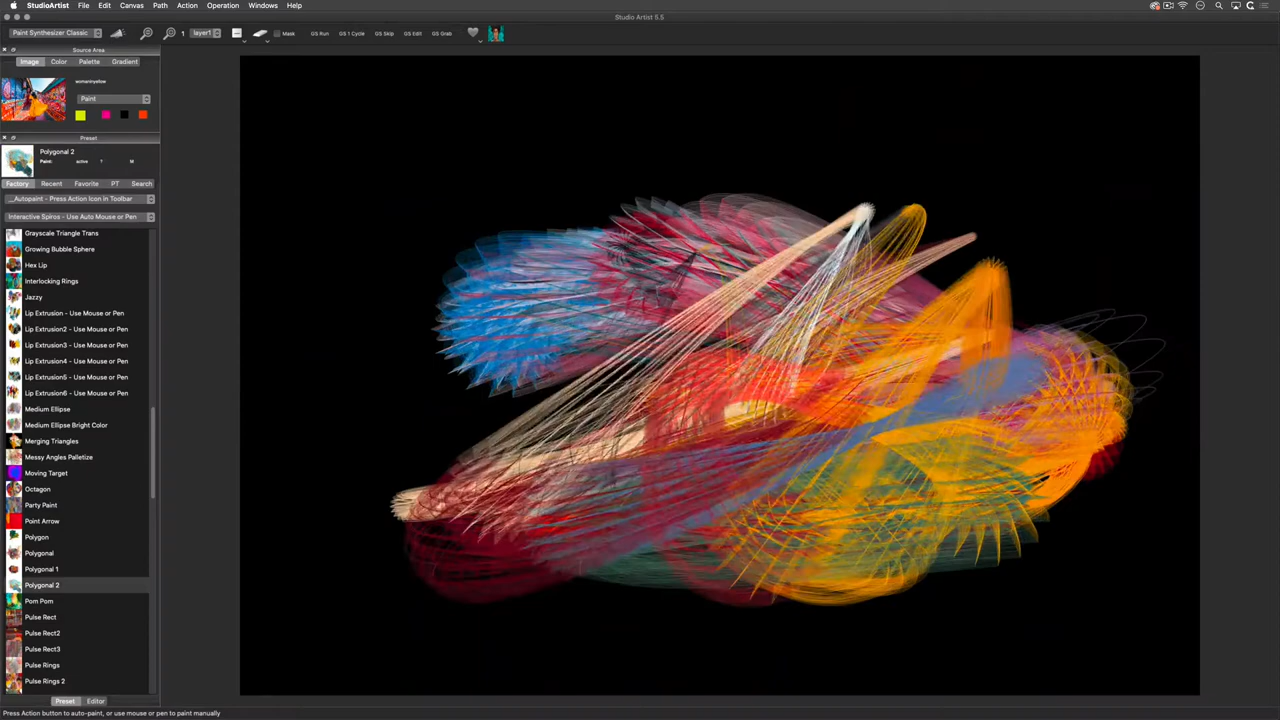 StudioArtist File Edit Canvas Path Action Operation Windows Help
StudioArtist 5.5
Paint Synthesizer Classic 1 layer1 Mask GS Run GS 1 Cycle GS Skip GS Edit GS Grab
Source Area
Image Color Palette Gradient
womaninyellow
Paint
Preset
Polygonal 2
Paint: active ? M
Factory Recent Favorite PT Search
__Autopaint - Press Action Icon in Toolbar
Interactive Spiros - Use Auto Mouse or Pen
Grayscale Triangle Trans
Growing Bubble Sphere
Hex Lip
Interlocking Rings
Jazzy
Lip Extrusion - Use Mouse or Pen
Lip Extrusion2 - Use Mouse or Pen
Lip Extrusion3 - Use Mouse or Pen
Lip Extrusion4 - Use Mouse or Pen
Lip Extrusion5 - Use Mouse or Pen
Lip Extrusion6 - Use Mouse or Pen
Medium Ellipse
Medium Ellipse Bright Color
Merging Triangles
Messy Angles Palletize
Moving Target
Octagon
Party Paint
Point Arrow
Polygon
Polygonal
Polygonal 1
Polygonal 2
Pom Pom
Pulse Rect
Pulse Rect2
Pulse Rect3
Pulse Rings
Pulse Rings 2
Preset Editor
Press Action button to auto-paint, or use mouse or pen to paint manually